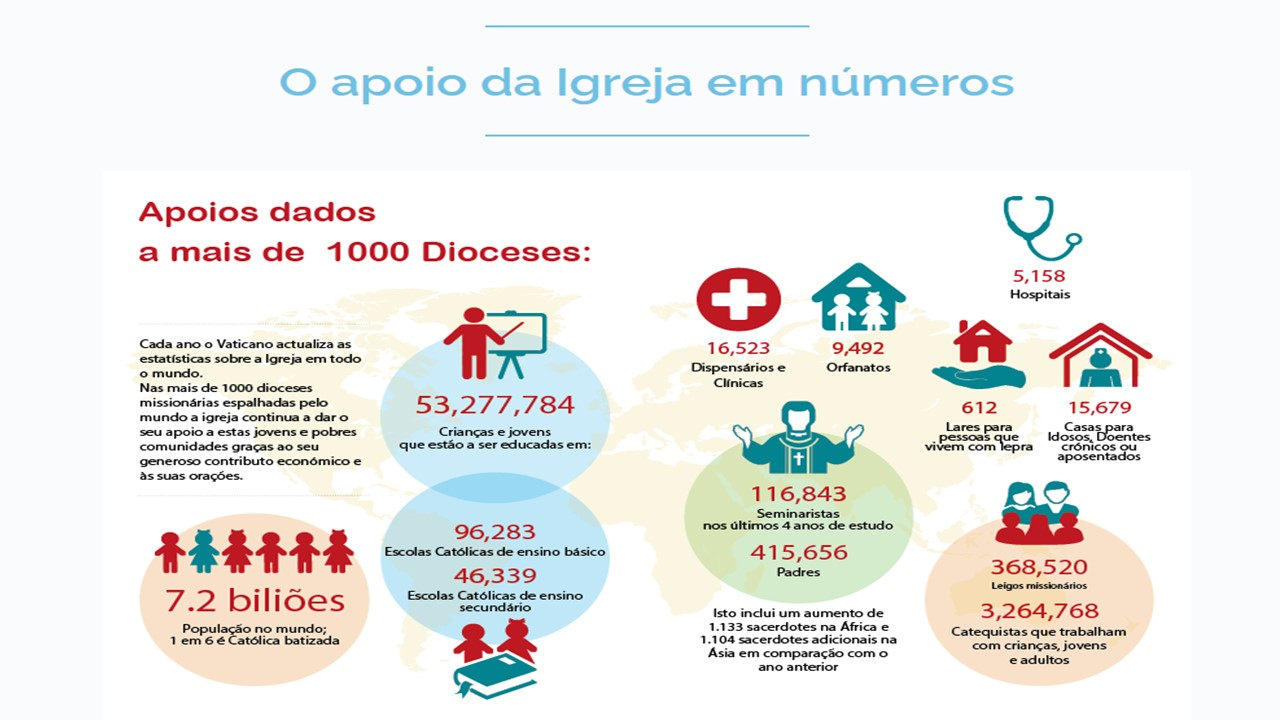 O apoio da Igreja em números
Apoios dados
a mais de 1000 Dioceses:
Cada ano o Vaticano actualiza as
estatísticas sobre a Igreja em todo
o mundo.
Nas mais de 1000 dioceses
missionárias espalhadas pelo
mundo a igreja continua a dar o
seu apoio a estas jovens e pobres
comunidades graças ao seu
generoso contributo económico e
às suas orações.
7.2 biliões
População no mundo;
1 em 6 é Católica batizada
53,277,784
Crianças e jovens
que estão a ser educadas em:
96,283
Escolas Católicas de ensino básico
46,339
Escolas Católicas de ensino
secundário
16,523
Dispensários e
Clínicas
9,492
Orfanatos
5,158
Hospitais
612
Lares para
pessoas que
vivem com lepra
15,679
Casas para
Idosos, Doentes
crónicos ou
aposentados
116,843
Seminaristas
nos últimos 4 anos de estudo
415,656
Padres
Isto inclui um aumento de
1.133 sacerdotes na África e
1.104 sacerdotes adicionais na
Ásia em comparação com o
ano anterior
368,520
Leigos missionários
3,264,768
Catequistas que trabalham
com crianças, jovens
e adultos